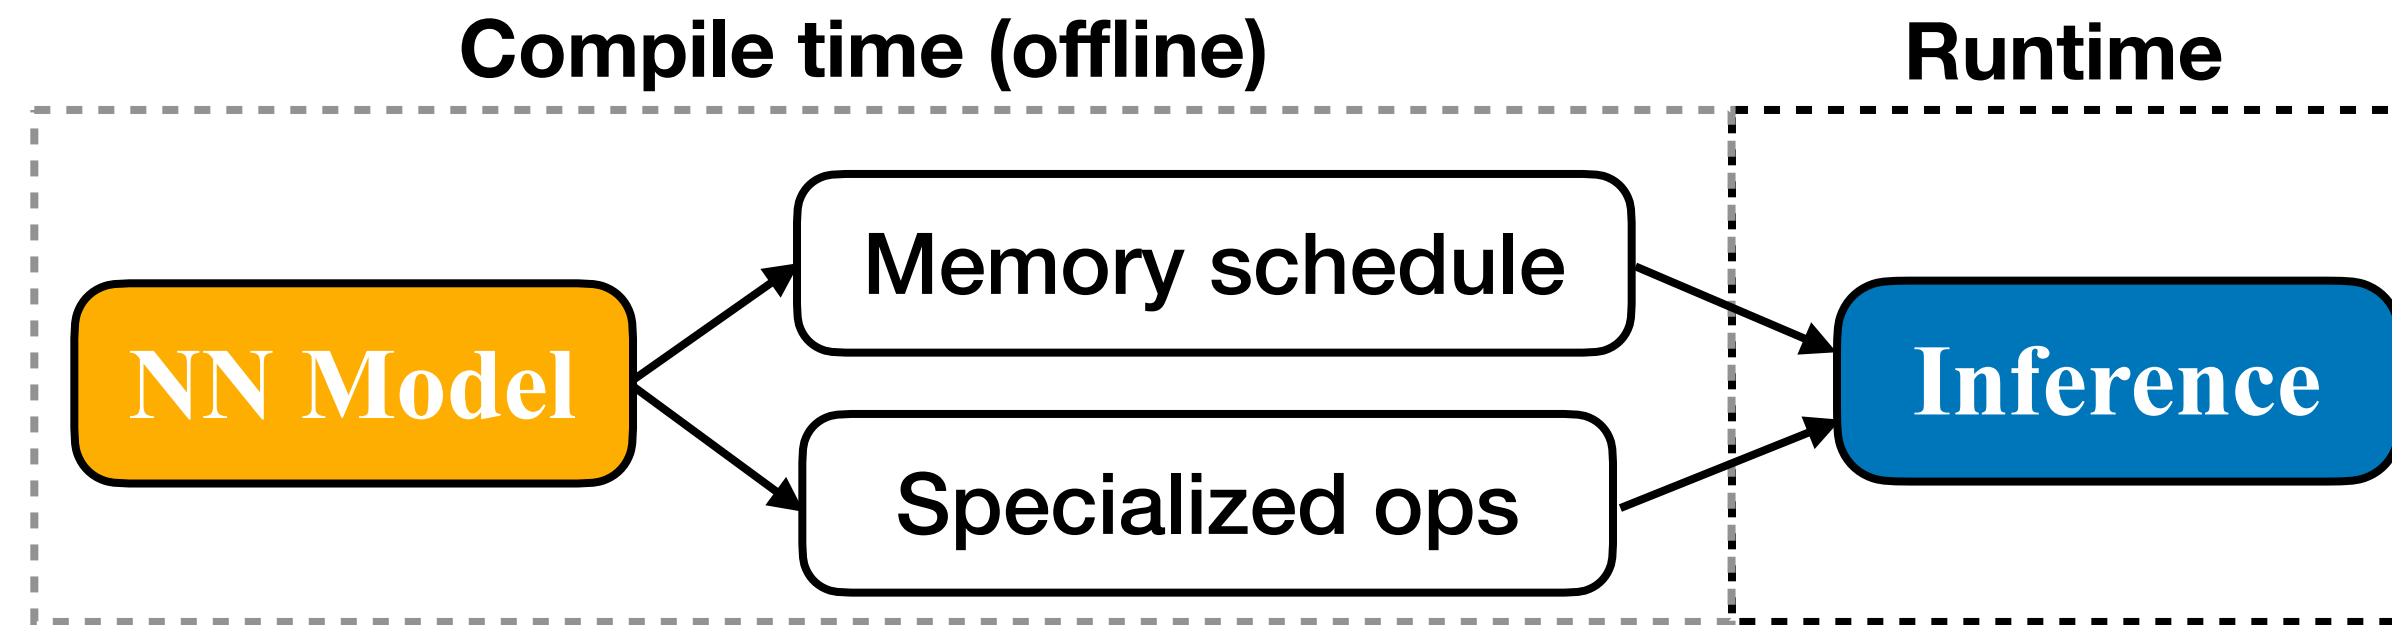 Compile time (offline)
Runtime
Memory schedule
NN Model
Inference
Specialized ops